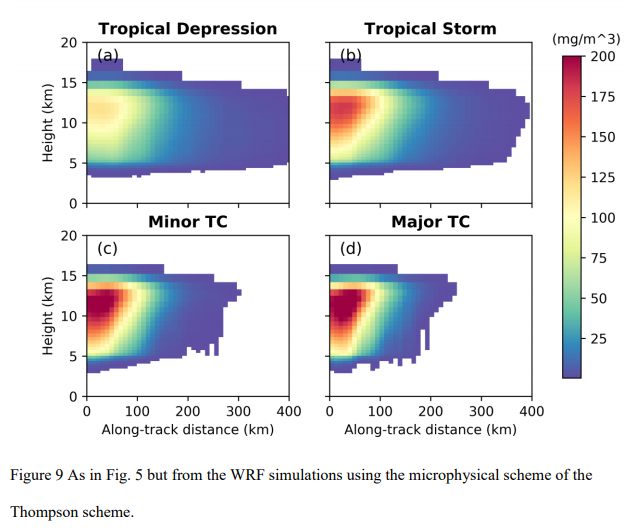 Tropical Depression
Tropical Storm
(mg/m^3)
(a)
(b)
20
15
10
5
0
Height (km)
200
175
150
125
100
75
50
25
Minor TC
Major TC
(c)
(d)
20
15
10
5
0
Height (km)
0 100 200 300 400
0 100 200 300 400
Along-track distance (km)
Along-track distance (km)
Figure 9 As in Fig. 5 but from the WRF simulations using the microphysical scheme of the
Thompson scheme.